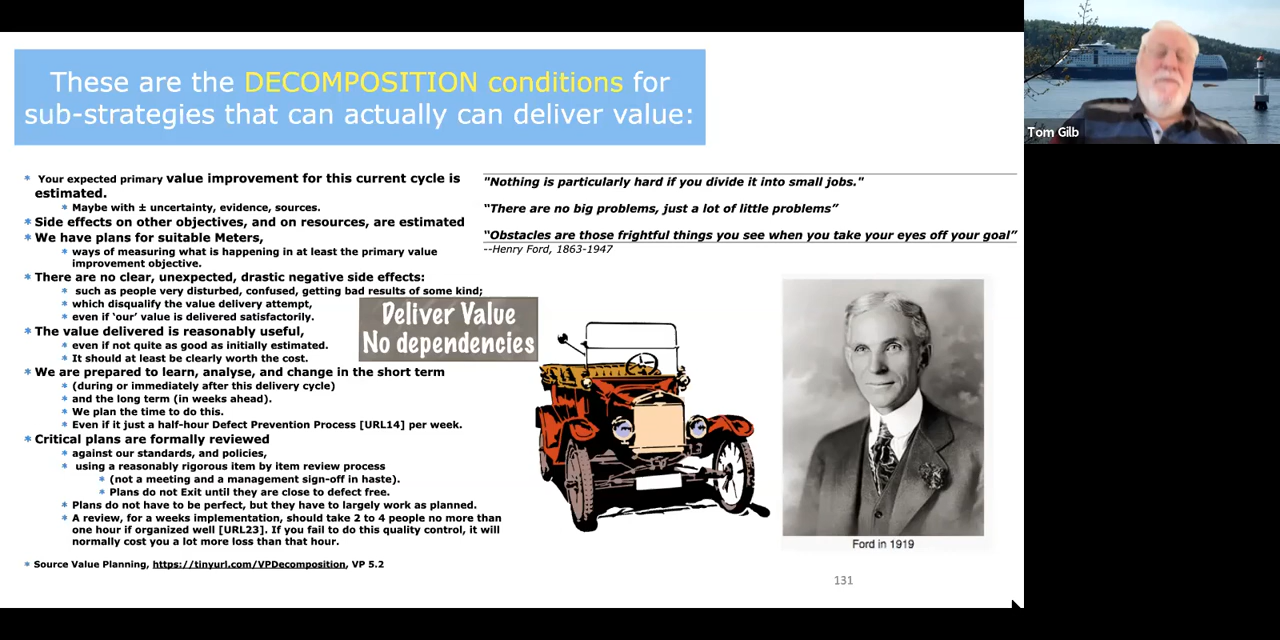 These are the DECOMPOSITION conditions for
sub-strategies that can actually can deliver value:
* Your expected primary value improvement for this current cycle is
estimated.
* Maybe with ± uncertainty, evidence, sources.
* Side effects on other objectives, and on resources, are estimated
* We have plans for suitable Meters,
* ways of measuring what is happening in at least the primary value
improvement objective.
* There are no clear, unexpected, drastic negative side effects:
* such as people very disturbed, confused, getting bad results of some kind;
* which disqualify the value delivery attempt,
* even if ‘our’ value is delivered satisfactorily.
* The value delivered is reasonably useful,
* even if not quite as good as initially estimated.
* It should at least be clearly worth the cost.
* We are prepared to learn, analyse, and change in the short term
* (during or immediately after this delivery cycle)
* and the long term (in weeks ahead).
* We plan the time to do this.
* Even if it just a half-hour Defect Prevention Process [URL14] per week.
* Critical plans are formally reviewed
* against our standards, and policies,
* using a reasonably rigorous item by item review process
* (not a meeting and a management sign-off in haste).
* Plans do not Exit until they are close to defect free.
* Plans do not have to be perfect, but they have to largely work as planned.
* A review, for a weeks implementation, should take 2 to 4 people no more than
one hour if organized well [URL23]. If you fail to do this quality control, it will
normally cost you a lot more loss than that hour.
* Source Value Planning, https://tinyurl.com/VPDecomposition, VP 5.2
"Nothing is particularly hard if you divide it into small jobs."
“There are no big problems, just a lot of little problems”
“Obstacles are those frightful things you see when you take your eyes off your goal”
--Henry Ford, 1863-1947
Deliver Value
No dependencies
Ford in 1919
131
Tom Gilb